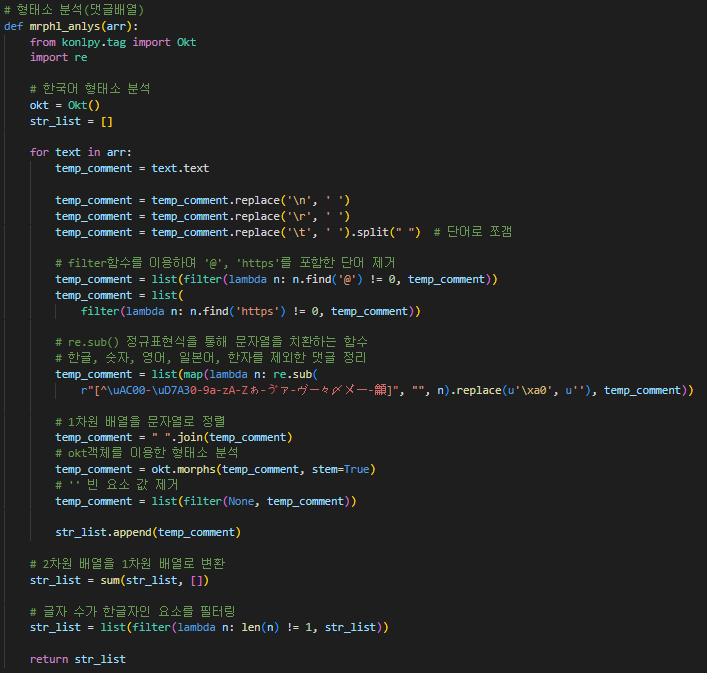 # 형태소 분석(댓글배열)
def mrphl_anlys(arr):
    from konlpy.tag import Okt
    import re

    # 한국어 형태소 분석
    okt = Okt()
    str_list = []

    for text in arr:
        temp_comment = text.text

        temp_comment = temp_comment.replace('\n', ' ')
        temp_comment = temp_comment.replace('\r', ' ')
        temp_comment = temp_comment.replace('\t', ' ').split(" ")  # 단어로 쪼갬

        # filter함수를 이용하여 '@', 'https'를 포함한 단어 제거
        temp_comment = list(filter(lambda n: n.find('@') != 0, temp_comment))
        temp_comment = list(
            filter(lambda n: n.find('https') != 0, temp_comment))

        # re.sub() 정규표현식을 통해 문자열을 치환하는 함수
        # 한글, 숫자, 영어, 일본어, 한자를 제외한 댓글 정리
        temp_comment = list(map(lambda n: re.sub(
            r"[^\uAC00-\uD7A30-9a-zA-Zぁ-ゔァ-ヴー々〆〤一-龥]", "", n).replace(u'\xa0', u''), temp_comment))

        # 1차원 배열을 문자열로 정렬
        temp_comment = " ".join(temp_comment)
        # okt객체를 이용한 형태소 분석
        temp_comment = okt.morphs(temp_comment, stem=True)
        # '' 빈 요소 값 제거
        temp_comment = list(filter(None, temp_comment))

        str_list.append(temp_comment)

    # 2차원 배열을 1차원 배열로 변환
    str_list = sum(str_list, [])

    # 글자 수가 한글자인 요소를 필터링
    str_list = list(filter(lambda n: len(n) != 1, str_list))

    return str_list